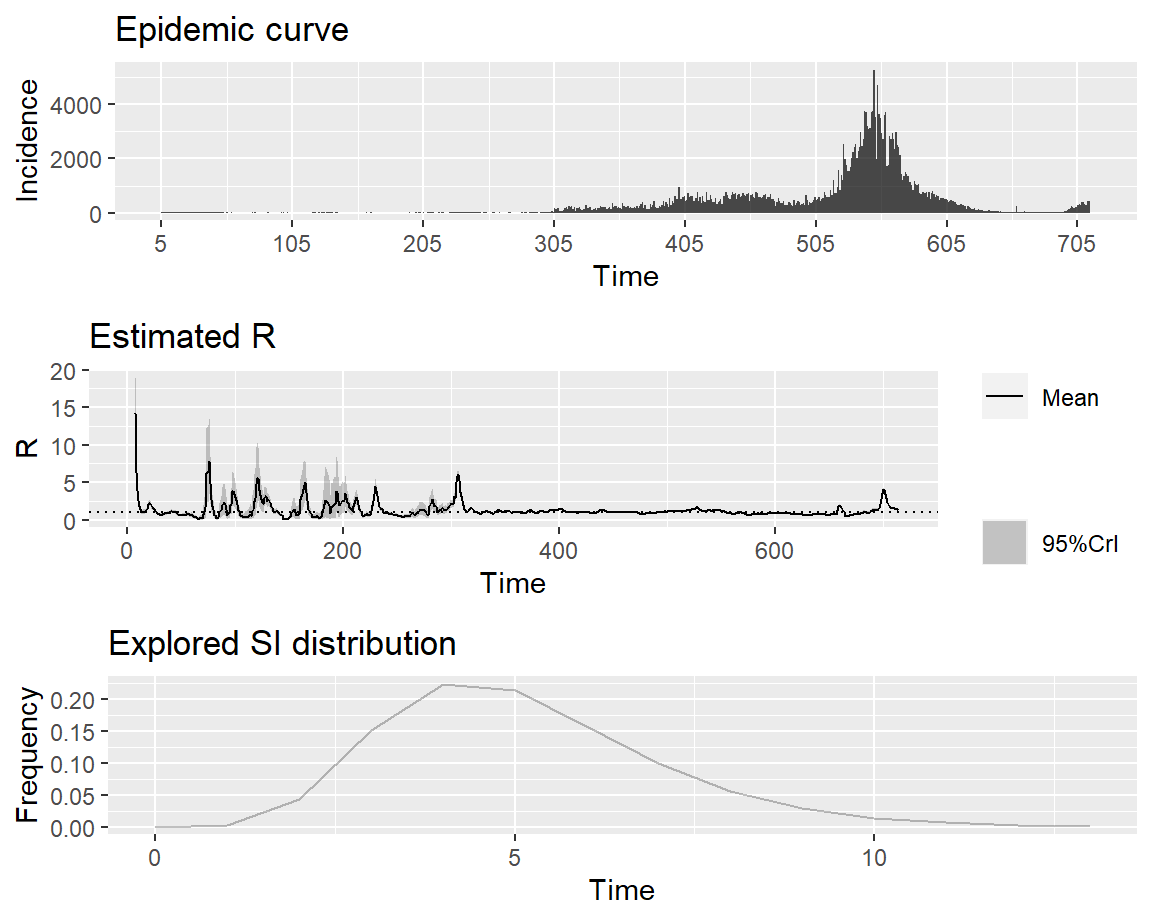 Epidemic curve
Incidence
4000
2000
0
5 105 205 305 405 505 605 705
Time
Estimated R
R
20
15
10
5
0
0 200 400 600
Time
Mean
95%CrI
Explored SI distribution
Frequency
0.20
0.15
0.10
0.05
0.00
0 5 10
Time